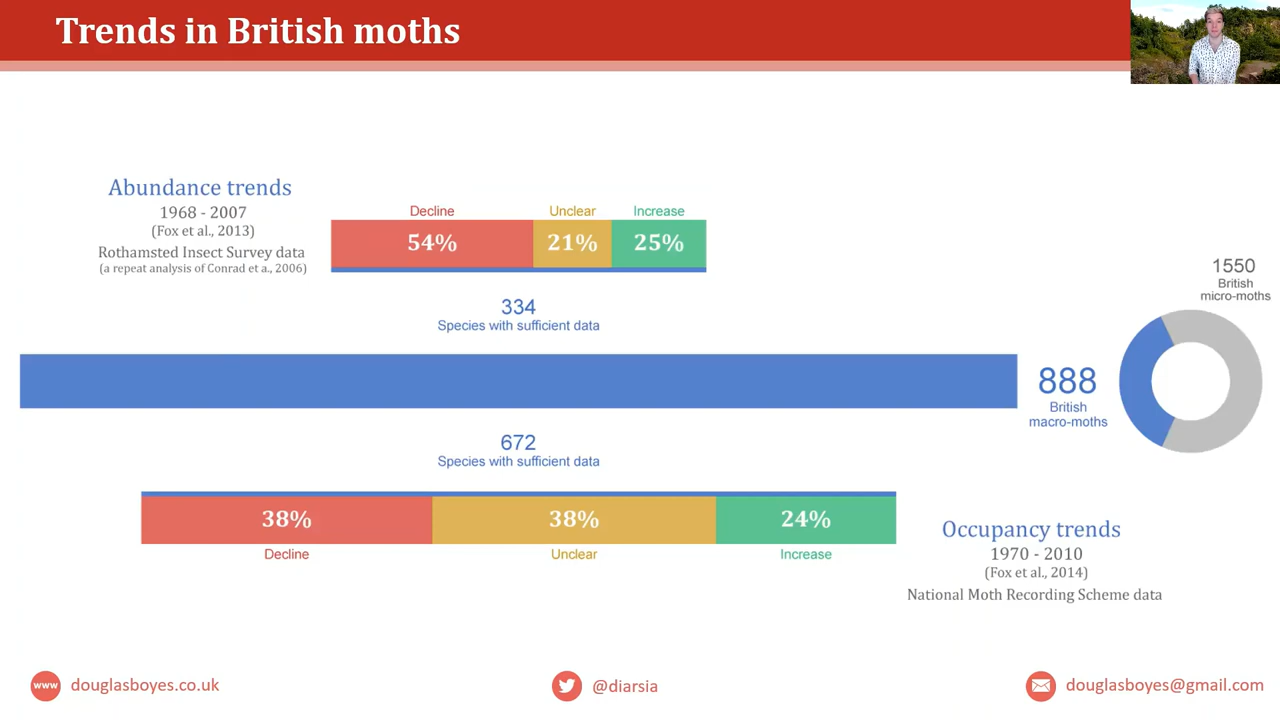 Trends in British moths
Abundance trends
1968 - 2007
(Fox et al., 2013)
Rothamsted Insect Survey data
(a repeat analysis of Conrad et a., 2006)
Decline
Unclear
Increase
54%
21%
25%
334
Species with sufficient data
1550
British
micro-moths
888
British
macro-moths
672
Species with sufficient data
38%
38%
24%
Decline
Unclear
Increase
Occupancy trends
1970 - 2010
(Fox et al., 2014)
National Moth Recording Scheme data
www
douglasboyes.co.uk
@diarsia
douglasboyes@gmail.com